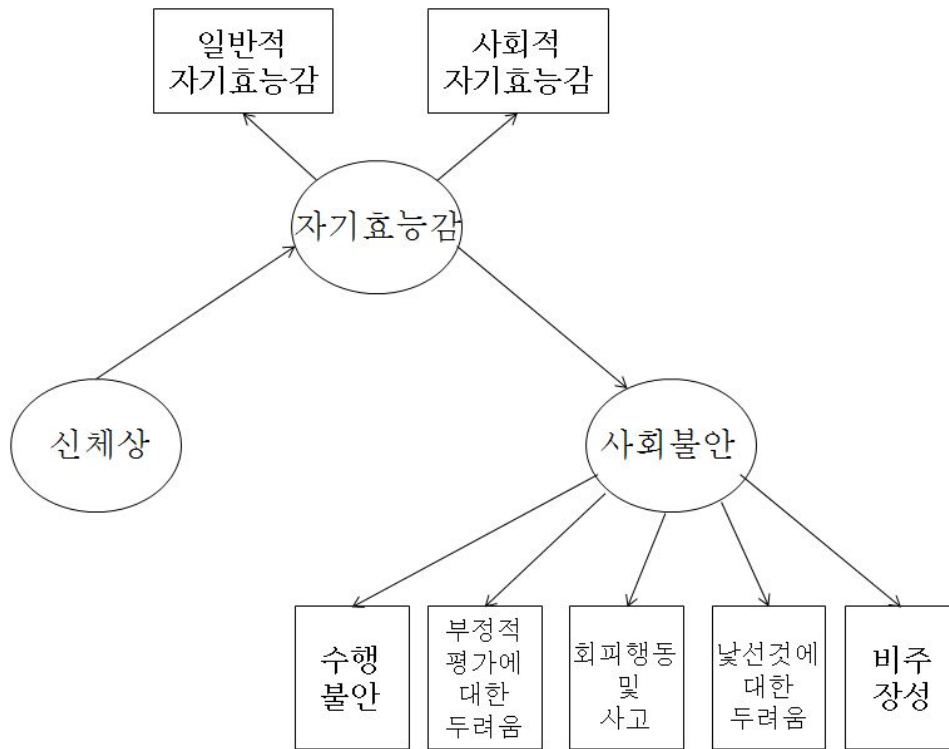 일반적
자기효능감
사회적
자기효능감
자기효능감
신체상
사회불안
수행
불안
부정적
평가에
대한
두려움
회피행동
및
사고
낯선것에
대한
두려움
비주
장성